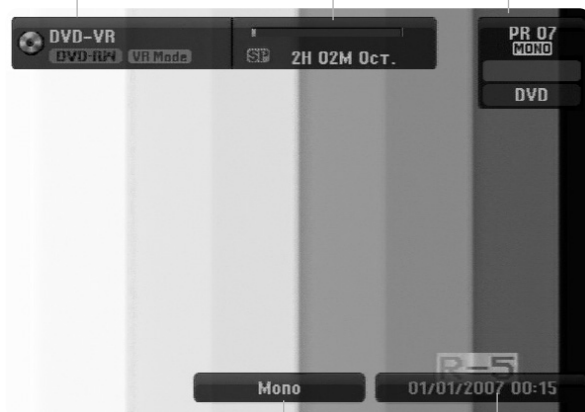 DVD-VR
DVD-RW VR Mode
SP 2H 02M Ост.
PR 07
MONO
DVD
R-5
Mono
01/01/2007 00:15